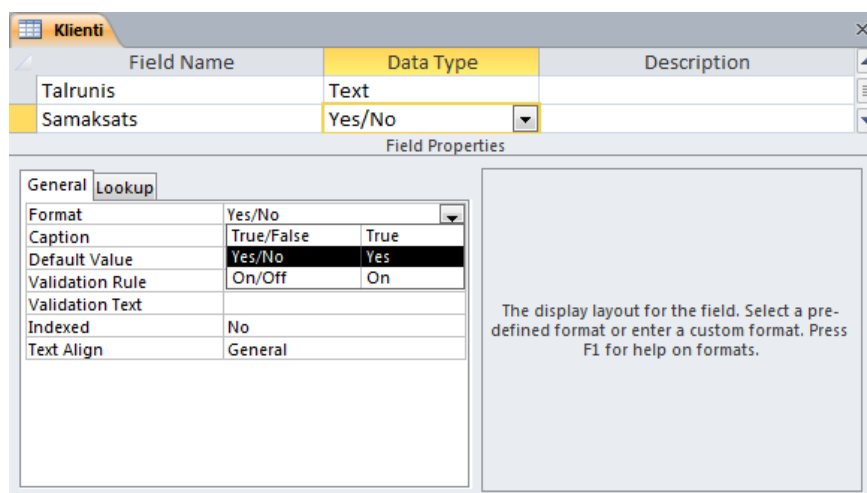 Klienti
Field Name Data Type Description
Talrunis Text
Samaksats Yes/No
Field Properties
General Lookup
Format Yes/No
Caption True/False True
Default Value Yes/No Yes
Validation Rule On/Off On
Validation Text
Indexed No
Text Align General
The display layout for the field. Select a pre-
defined format or enter a custom format. Press
F1 for help on formats.